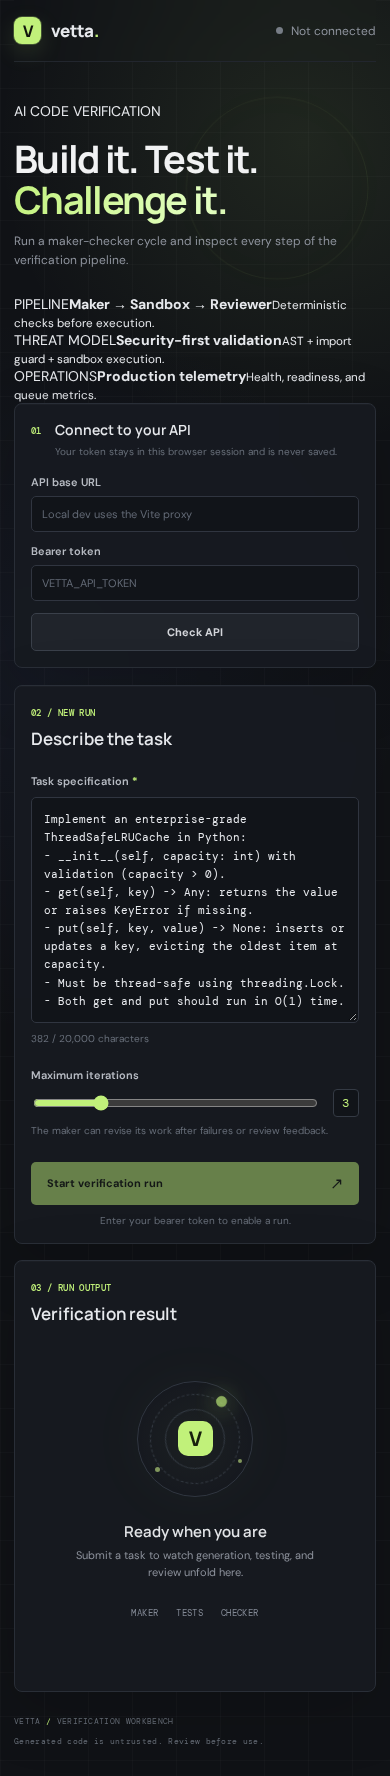 V vetta. Not connected
AI CODE VERIFICATION
Build it. Test it.
Challenge it.
Run a maker-checker cycle and inspect every step of the
verification pipeline.
PIPELINEMaker → Sandbox → ReviewerDeterministic
checks before execution.
THREAT MODELSecurity-first validationAST + import
guard + sandbox execution.
OPERATIONSProduction telemetryHealth, readiness, and
queue metrics.
01 Connect to your API
Your token stays in this browser session and is never saved.
API base URL
Local dev uses the Vite proxy
Bearer token
VETTA_API_TOKEN
Check API
02 / NEW RUN
Describe the task
Task specification *
Implement an enterprise-grade
ThreadSafeLRUCache in Python:
- __init__(self, capacity: int) with
validation (capacity > 0).
- get(self, key) -> Any: returns the value
or raises KeyError if missing.
- put(self, key, value) -> None: inserts or
updates a key, evicting the oldest item at
capacity.
- Must be thread-safe using threading.Lock.
- Both get and put should run in O(1) time.
382 / 20,000 characters
Maximum iterations
3
The maker can revise its work after failures or review feedback.
Start verification run ↗
Enter your bearer token to enable a run.
03 / RUN OUTPUT
Verification result
V
Ready when you are
Submit a task to watch generation, testing, and
review unfold here.
MAKER TESTS CHECKER
VETTA / VERIFICATION WORKBENCH
Generated code is untrusted. Review before use.